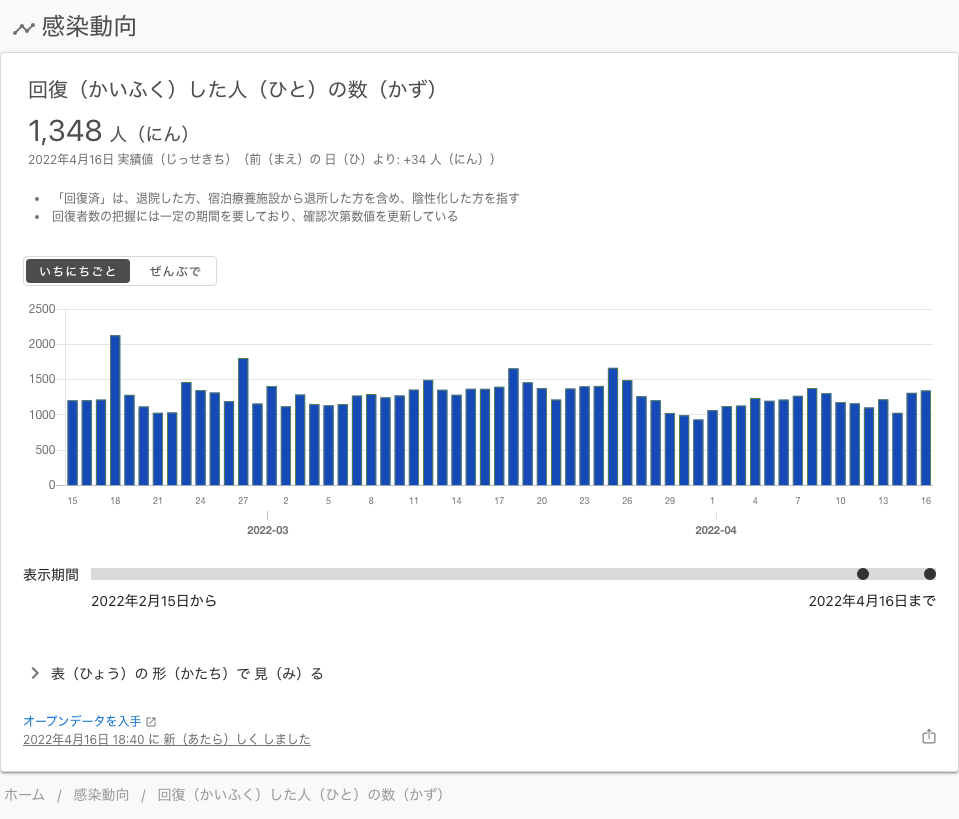 感染動向
回復（かいふく）した人（ひと）の数（かず）
1,348 人（にん）
2022年4月16日 実績値（じっせきち）（前（まえ）の 日（ひ）より: +34 人（にん））
• 「回復済」は、退院した方、宿泊療養施設から退所した方を含め、陰性化した方を指す
• 回復者数の把握には一定の期間を要しており、確認次第数値を更新している
いちにちごと ぜんぶで
2500
2000
1500
1000
500
0
15 18 21 24 27 2 5 8 11 14 17 20 23 26 29 1 4 7 10 13 16
2022-03 2022-04
表示期間
2022年2月15日から 2022年4月16日まで
表（ひょう）の 形（かたち）で 見（み）る
オープンデータを入手
2022年4月16日 18:40 に 新（あたら）しく しました
ホーム / 感染動向 / 回復（かいふく）した人（ひと）の数（かず）